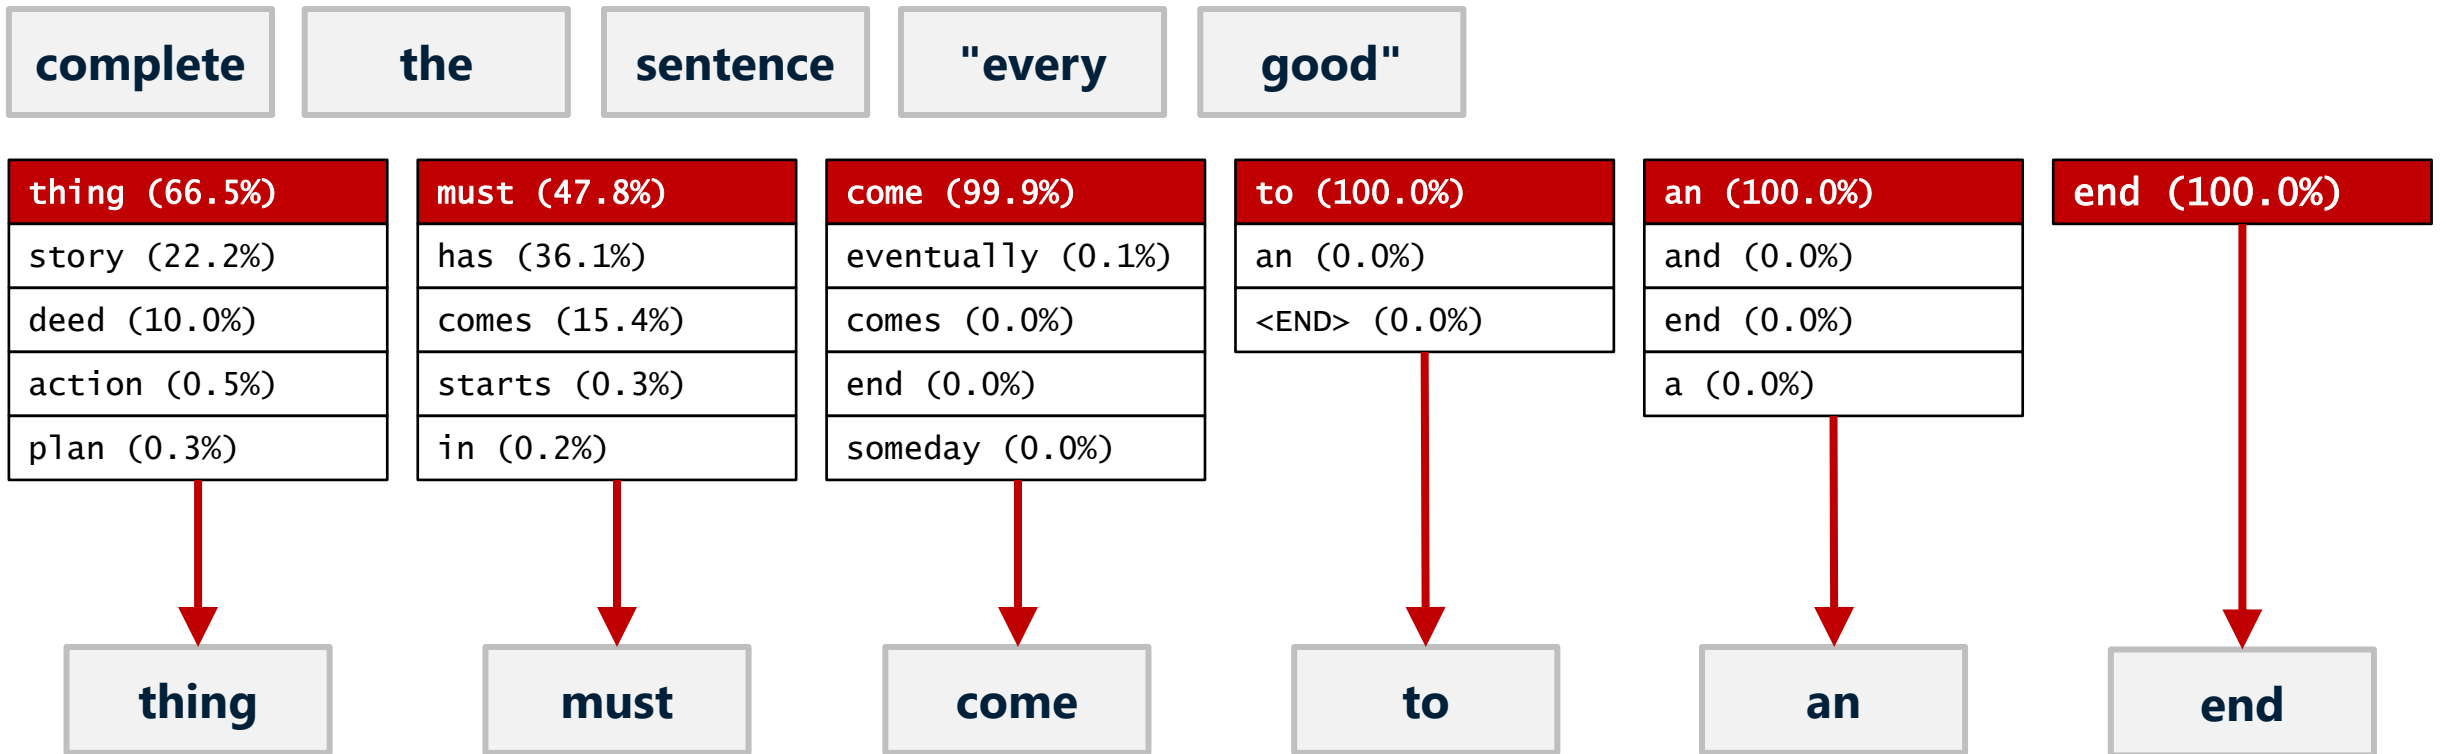 complete the sentence "every good"
thing (66.5%)
story (22.2%)
deed (10.0%)
action (0.5%)
plan (0.3%)
must (47.8%)
has (36.1%)
comes (15.4%)
starts (0.3%)
in (0.2%)
come (99.9%)
eventually (0.1%)
comes (0.0%)
end (0.0%)
someday (0.0%)
to (100.0%)
an (0.0%)
<END> (0.0%)
an (100.0%)
and (0.0%)
end (0.0%)
a (0.0%)
end (100.0%)
thing must come to an end